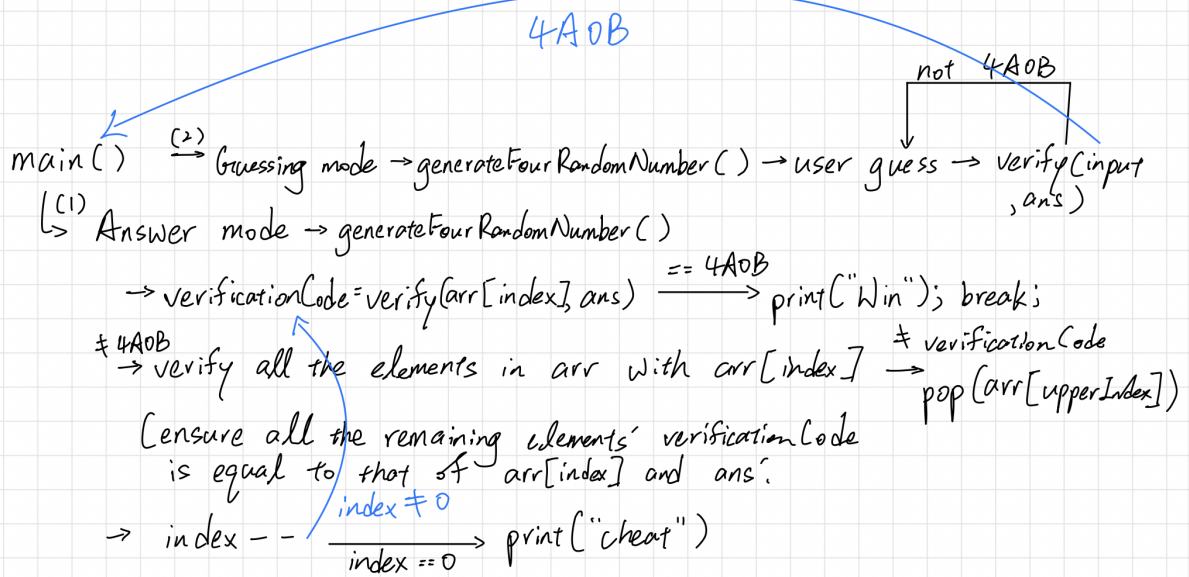 4A0B
not 4A0B
main() (2)→ Guessing mode → generateFourRandomNumber() → user guess → verify(input
,ans)
(1) Answer mode → generateFourRandomNumber()
→ verificationCode=verify(arr[index], ans) == 4A0B → print("Win"); break;
≠ 4A0B
→ verify all the elements in arr with arr[index] → ≠ verificationCode
pop(arr[upperIndex])
(ensure all the remaining elements' verificationCode
is equal to that of arr[index] and ans.
index ≠ 0
→ index-- → print("cheat")
index == 0